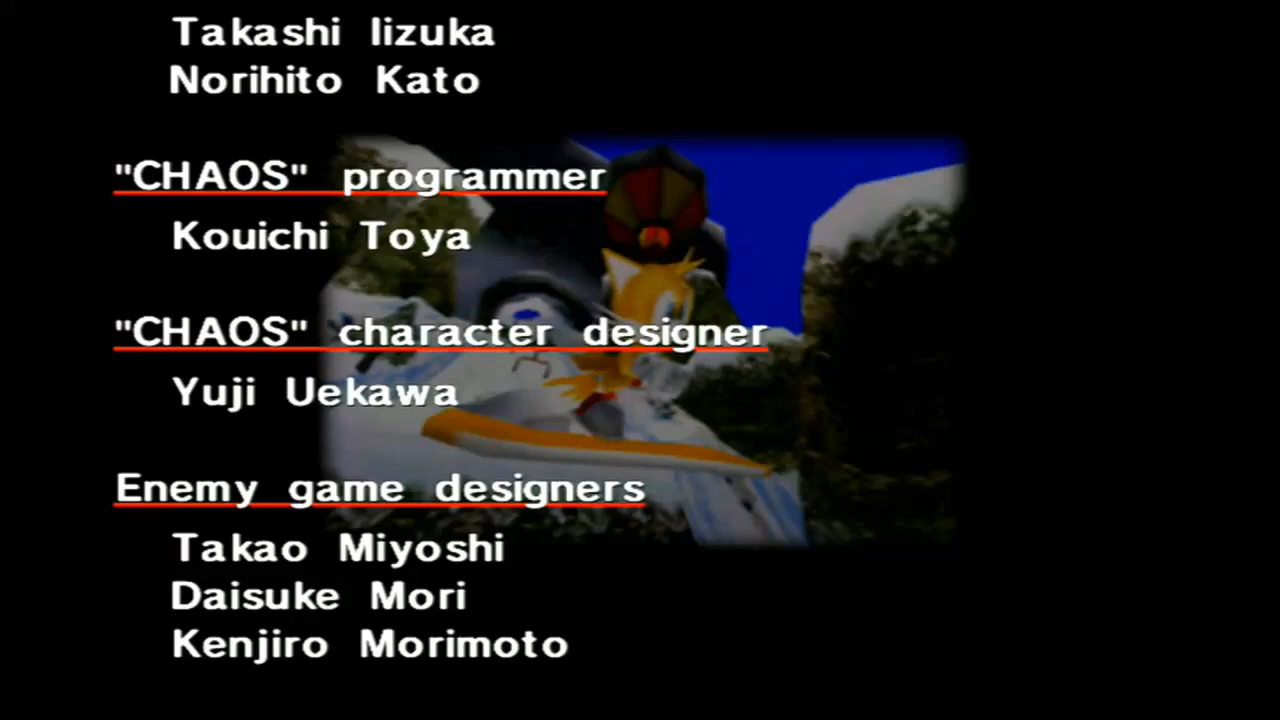 Takashi Iizuka
Norihito Kato
"CHAOS" programmer
Kouichi Toya
"CHAOS" character designer
Yuji Uekawa
Enemy game designers
Takao Miyoshi
Daisuke Mori
Kenjiro Morimoto